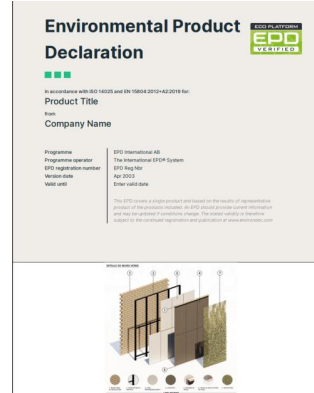 Environmental Product
Declaration
ECO PLATFORM
EPD
VERIFIED
In accordance with ISO 14025 and EN 15804:2012+A2:2019 for:
Product Title
from
Company Name
Programme EPD International AB
Programme operator The International EPD® System
EPD registration number EPD Reg Nbr
Version date Apr 2003
Valid until Enter valid date
This EPD covers a single product and based on the results of representative
product of the products included. An EPD should provide current information
and may be updated if conditions change. The stated validity is therefore
subject to the continued registration and publication at www.environdec.com
1
2
3
4
7